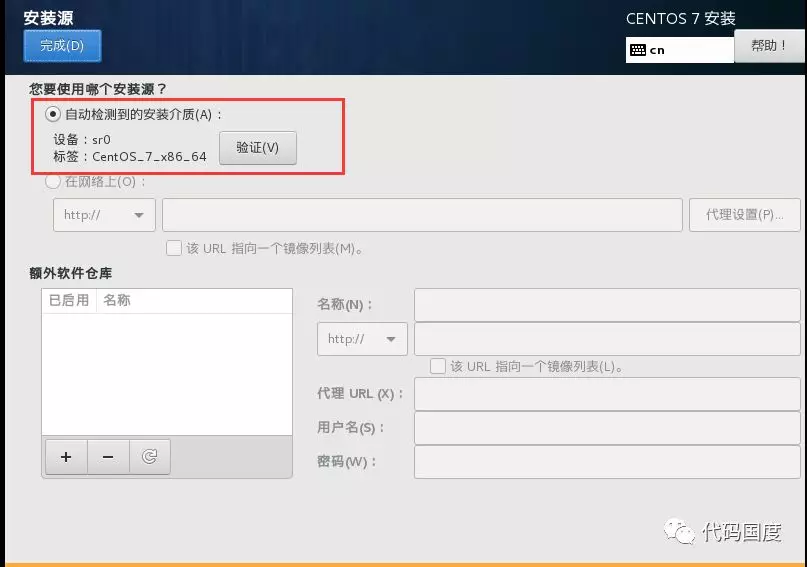 安装源
CENTOS 7 安装
完成(D)
cn
帮助！
您要使用哪个安装源？
自动检测到的安装介质(A)：
设备：sr0
标签：CentOS_7_x86_64
验证(V)
在网络上(O)：
http://
代理设置(P)...
该 URL 指向一个镜像列表(M)。
额外软件仓库
已启用 名称
名称(N)：
http://
该 URL 指向一个镜像列表(L)。
代理 URL (X)：
用户名(S)：
密码(W)：
代码国度